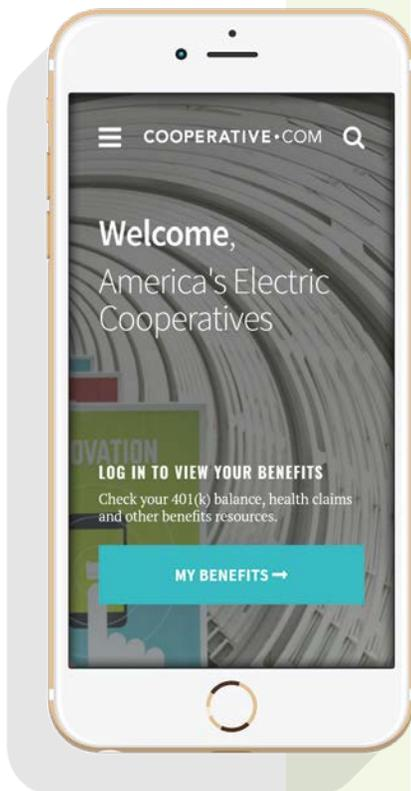 COOPERATIVE•COM
Welcome,
America's Electric
Cooperatives
OVATION
LOG IN TO VIEW YOUR BENEFITS
Check your 401(k) balance, health claims
and other benefits resources.
MY BENEFITS →